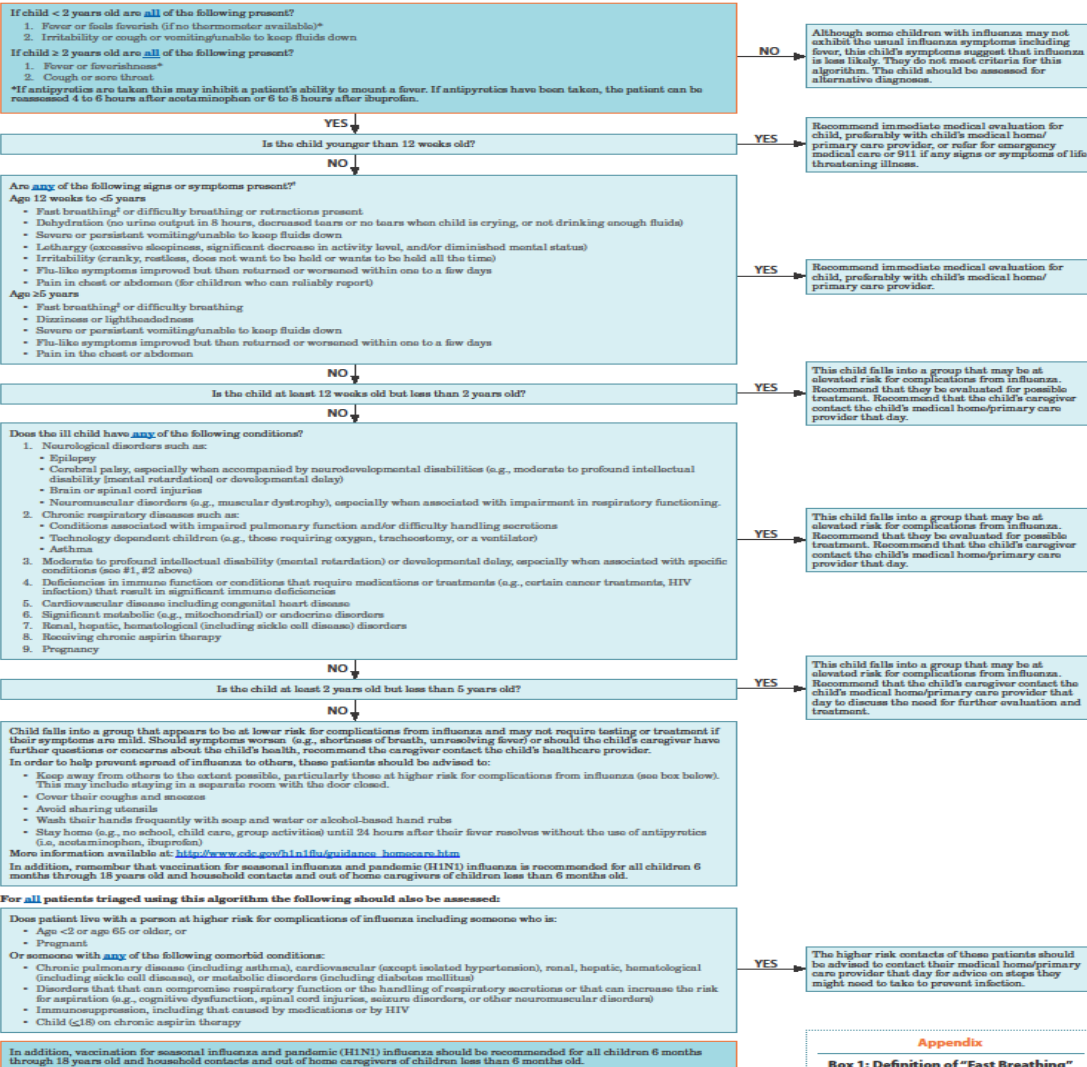 If child < 2 years old are all of the following present?
1. Fever or feels feverish (if no thermometer available)*
2. Irritability or cough or vomiting/unable to keep fluids down
If child ≥ 2 years old are all of the following present?
1. Fever or feverishness*
2. Cough or sore throat
*If antipyretics are taken this may inhibit a patient's ability to mount a fever. If antipyretics have been taken, the patient can be
reassessed 4 to 6 hours after acetaminophen or 6 to 8 hours after ibuprofen.
NO
Although some children with influenza may not
exhibit the usual influenza symptoms including
fever, this child's symptoms suggest that influenza
is less likely. They do not meet criteria for this
algorithm. The child should be assessed for
alternative diagnoses.
YES
Is the child younger than 12 weeks old?
YES
Recommend immediate medical evaluation for
child, preferably with child's medical home/
primary care provider, or refer for emergency
medical care or 911 if any signs or symptoms of life
threatening illness.
NO
Are any of the following signs or symptoms present?†
Age 12 weeks to <5 years
- Fast breathing‡ or difficulty breathing or retractions present
- Dehydration (no urine output in 8 hours, decreased tears or no tears when child is crying, or not drinking enough fluids)
- Severe or persistent vomiting/unable to keep fluids down
- Lethargy (excessive sleepiness, significant decrease in activity level, and/or diminished mental status)
- Irritability (cranky, restless, does not want to be held or wants to be held all the time)
- Flu-like symptoms improved but then returned or worsened within one to a few days
- Pain in chest or abdomen (for children who can reliably report)
Age ≥5 years
- Fast breathing‡ or difficulty breathing
- Dizziness or lightheadedness
- Severe or persistent vomiting/unable to keep fluids down
- Flu-like symptoms improved but then returned or worsened within one to a few days
- Pain in the chest or abdomen
YES
Recommend immediate medical evaluation for
child, preferably with child's medical home/
primary care provider.
NO
Is the child at least 12 weeks old but less than 2 years old?
YES
This child falls into a group that may be at
elevated risk for complications from influenza.
Recommend that they be evaluated for possible
treatment. Recommend that the child's caregiver
contact the child's medical home/primary care
provider that day.
NO
Does the ill child have any of the following conditions?
1. Neurological disorders such as:
- Epilepsy
- Cerebral palsy, especially when accompanied by neurodevelopmental disabilities (e.g., moderate to profound intellectual
disability [mental retardation] or developmental delay)
- Brain or spinal cord injuries
- Neuromuscular disorders (e.g., muscular dystrophy), especially when associated with impairment in respiratory functioning.
2. Chronic respiratory diseases such as:
- Conditions associated with impaired pulmonary function and/or difficulty handling secretions
- Technology dependent children (e.g., those requiring oxygen, tracheostomy, or a ventilator)
- Asthma
3. Moderate to profound intellectual disability (mental retardation) or developmental delay, especially when associated with specific
conditions (see #1, #2 above)
4. Deficiencies in immune function or conditions that require medications or treatments (e.g., certain cancer treatments, HIV
infection) that result in significant immune deficiencies
5. Cardiovascular disease including congenital heart disease
6. Significant metabolic (e.g., mitochondrial) or endocrine disorders
7. Renal, hepatic, hematological (including sickle cell disease) disorders
8. Receiving chronic aspirin therapy
9. Pregnancy
YES
This child falls into a group that may be at
elevated risk for complications from influenza.
Recommend that they be evaluated for possible
treatment. Recommend that the child's caregiver
contact the child's medical home/primary care
provider that day.
NO
Is the child at least 2 years old but less than 5 years old?
YES
This child falls into a group that may be at
elevated risk for complications from influenza.
Recommend that the child's caregiver contact the
child's medical home/primary care provider that
day to discuss the need for further evaluation and
treatment.
NO
Child falls into a group that appears to be at lower risk for complications from influenza and may not require testing or treatment if
their symptoms are mild. Should symptoms worsen (e.g., shortness of breath, unresolving fever) or should the child's caregiver have
further questions or concerns about the child's health, recommend the caregiver contact the child's healthcare provider.
In order to help prevent spread of influenza to others, these patients should be advised to:
- Keep away from others to the extent possible, particularly those at higher risk for complications from influenza (see box below).
This may include staying in a separate room with the door closed.
- Cover their coughs and sneezes
- Avoid sharing utensils
- Wash their hands frequently with soap and water or alcohol-based hand rubs
- Stay home (e.g., no school, child care, group activities) until 24 hours after their fever resolves without the use of antipyretics
(i.e, acetaminophen, ibuprofen)
More information available at: http://www.cdc.gov/h1n1flu/guidance_homecare.htm
In addition, remember that vaccination for seasonal influenza and pandemic (H1N1) influenza is recommended for all children 6
months through 18 years old and household contacts and out of home caregivers of children less than 6 months old.
For all patients triaged using this algorithm the following should also be assessed:
Does patient live with a person at higher risk for complications of influenza including someone who is:
- Age <2 or age 65 or older, or
- Pregnant
Or someone with any of the following comorbid conditions:
- Chronic pulmonary disease (including asthma), cardiovascular (except isolated hypertension), renal, hepatic, hematological
(including sickle cell disease), or metabolic disorders (including diabetes mellitus)
- Disorders that that can compromise respiratory function or the handling of respiratory secretions or that can increase the risk
for aspiration (e.g., cognitive dysfunction, spinal cord injuries, seizure disorders, or other neuromuscular disorders)
- Immunosuppression, including that caused by medications or by HIV
- Child (≤18) on chronic aspirin therapy
YES
The higher risk contacts of these patients should
be advised to contact their medical home/primary
care provider that day for advice on steps they
might need to take to prevent infection.
In addition, vaccination for seasonal influenza and pandemic (H1N1) influenza should be recommended for all children 6 months
through 18 years old and household contacts and out of home caregivers of children less than 6 months old.
Appendix
Box 1: Definition of "Fast Breathing"